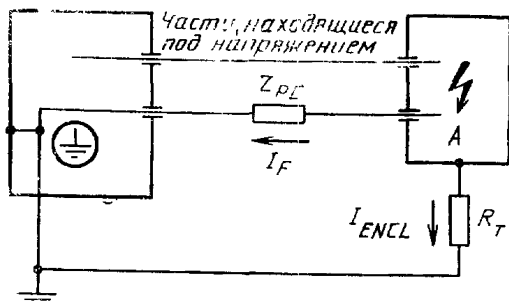 Части, находящиеся
под напряжением
Z_PE
I_F
A
I_ENCL
R_T